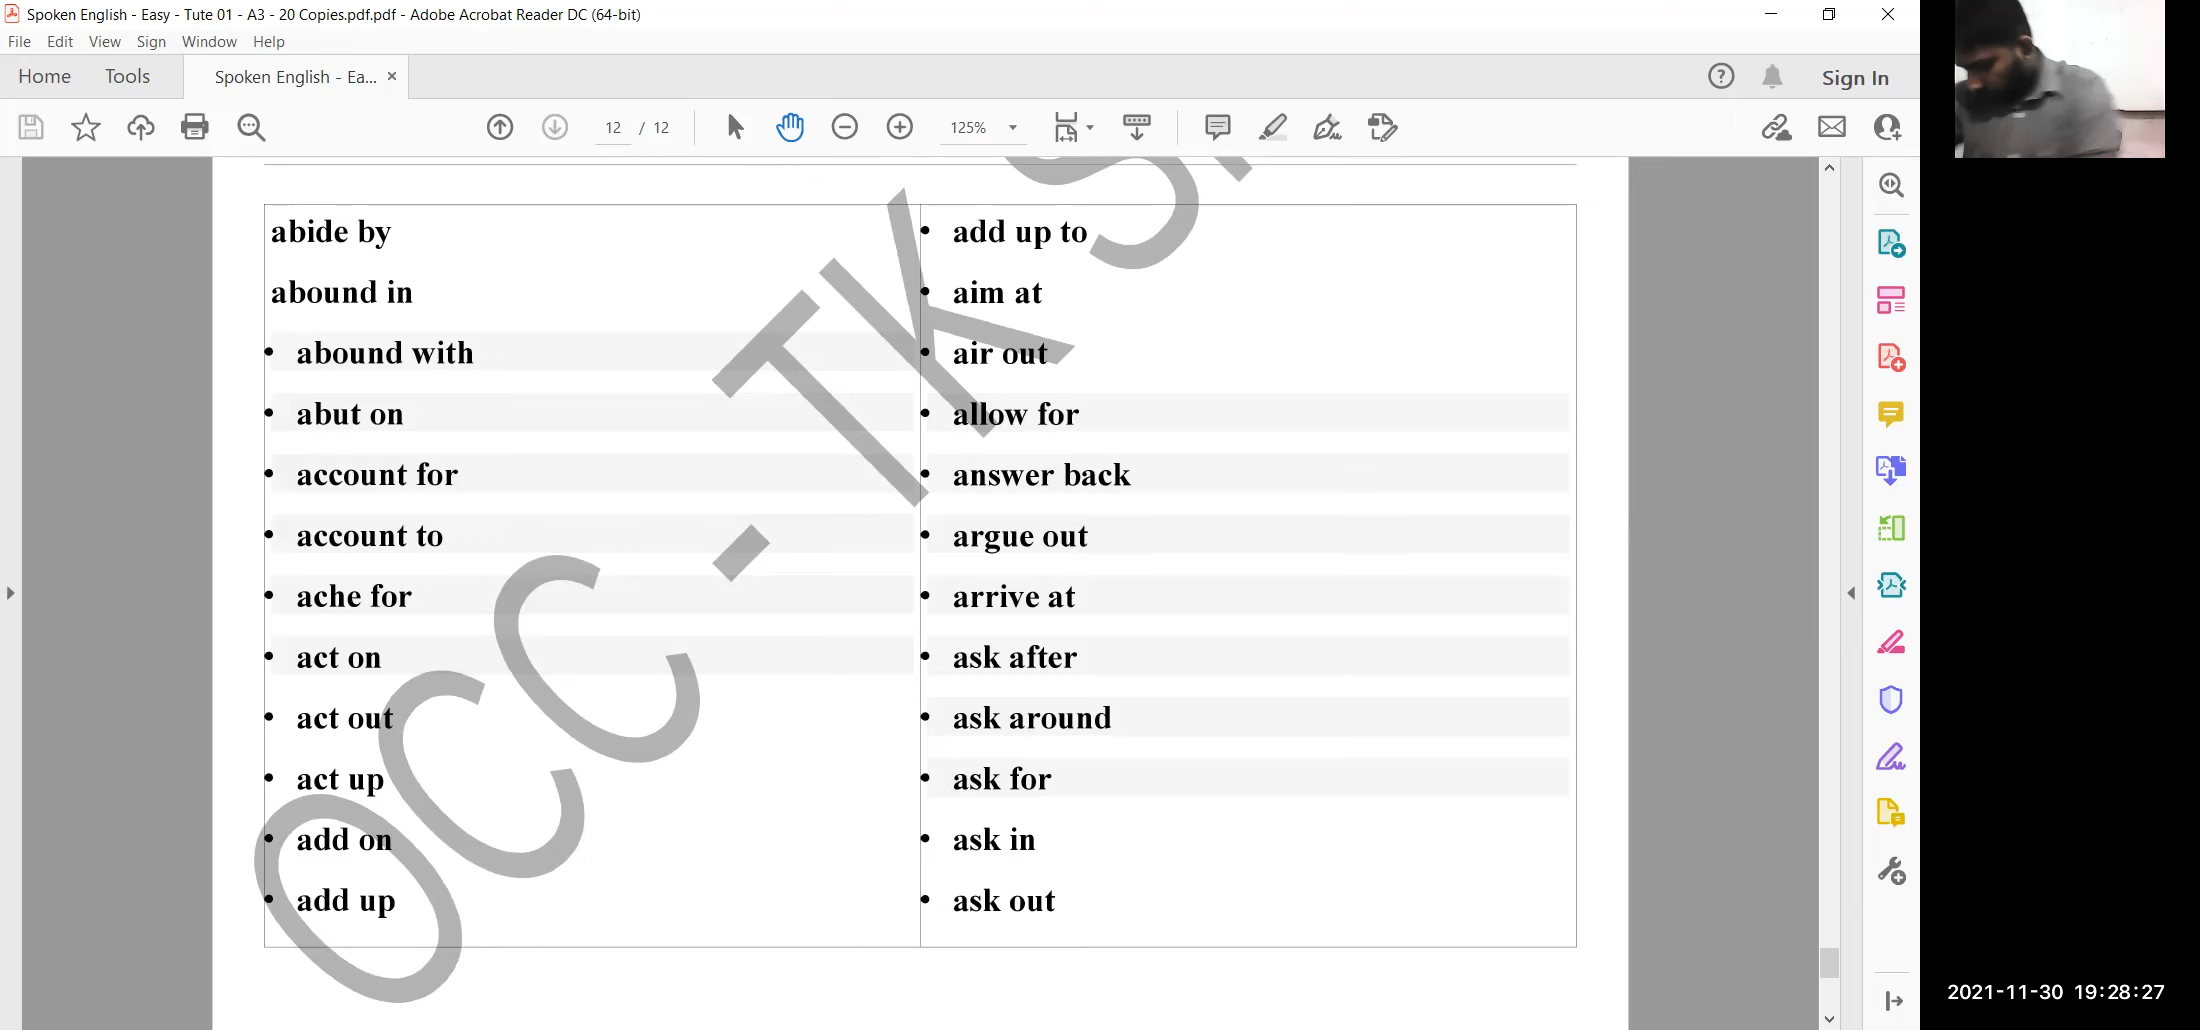 Spoken English - Easy - Tute 01 - A3 - 20 Copies.pdf.pdf - Adobe Acrobat Reader DC (64-bit)
File Edit View Sign Window Help
Home Tools Spoken English - Ea... × Sign In
12 / 12 125%
abide by
abound in
• abound with
• abut on
• account for
• account to
• ache for
• act on
• act out
• act up
• add on
• add up
• add up to
• aim at
• air out
• allow for
• answer back
• argue out
• arrive at
• ask after
• ask around
• ask for
• ask in
• ask out
OCC - TK
2021-11-30 19:28:27